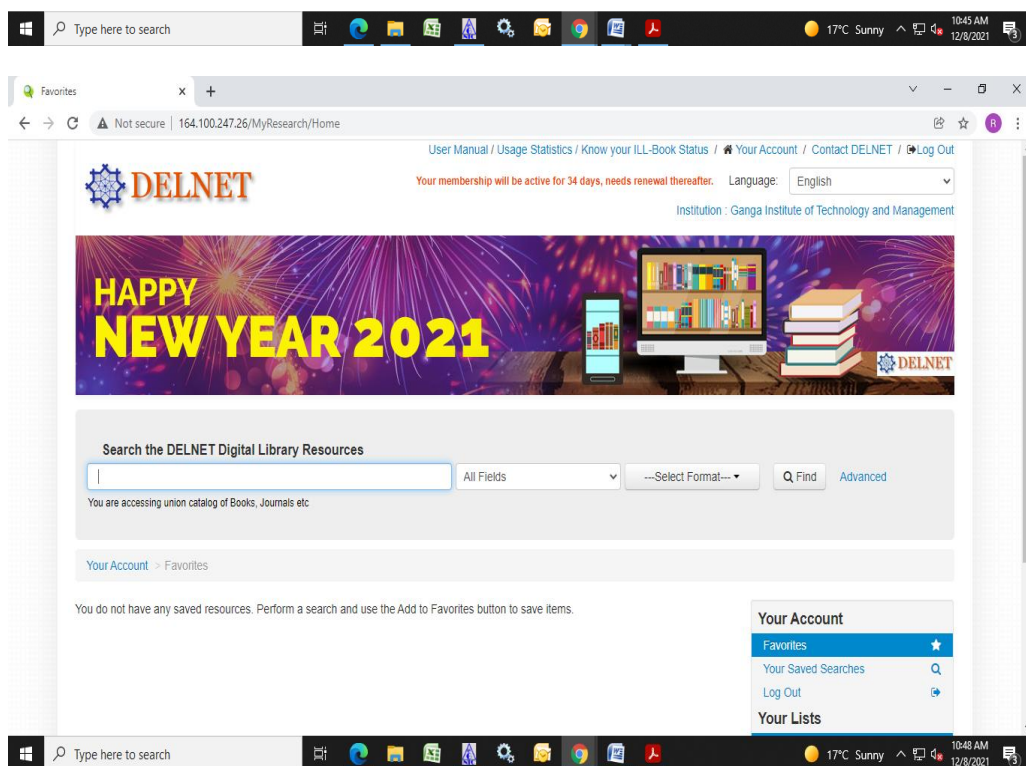 Type here to search
17°C Sunny
10:45 AM
12/8/2021
3
Favorites
Not secure | 164.100.247.26/MyResearch/Home
R
User Manual / Usage Statistics / Know your ILL-Book Status / Your Account / Contact DELNET / Log Out
DELNET
Your membership will be active for 34 days, needs renewal thereafter. Language: English
Institution : Ganga Institute of Technology and Management
HAPPY
NEW YEAR 2021
DELNET
Search the DELNET Digital Library Resources
All Fields
---Select Format---
Find
Advanced
You are accessing union catalog of Books, Journals etc
Your Account > Favorites
You do not have any saved resources. Perform a search and use the Add to Favorites button to save items.
Your Account
Favorites
Your Saved Searches
Log Out
Your Lists
Type here to search
17°C Sunny
10:48 AM
12/8/2021
3